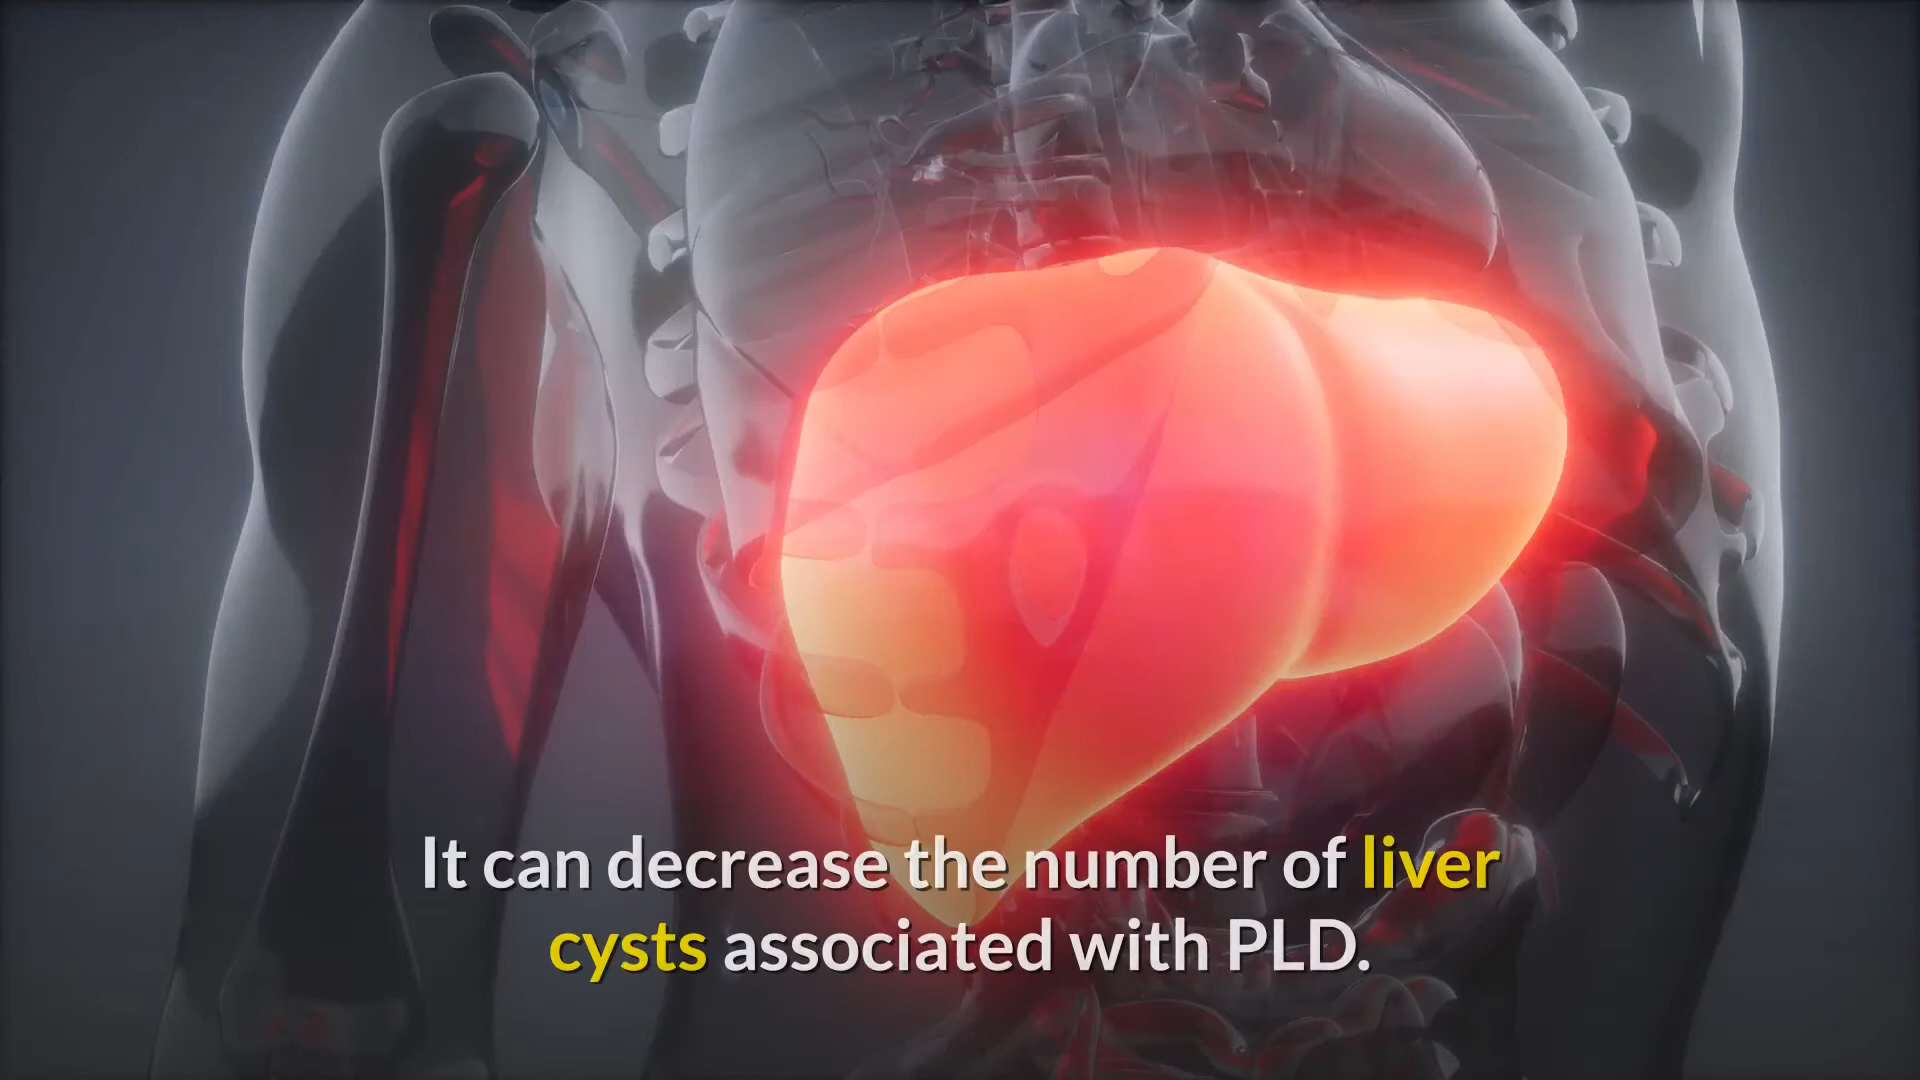 It can decrease the number of liver
cysts associated with PLD.